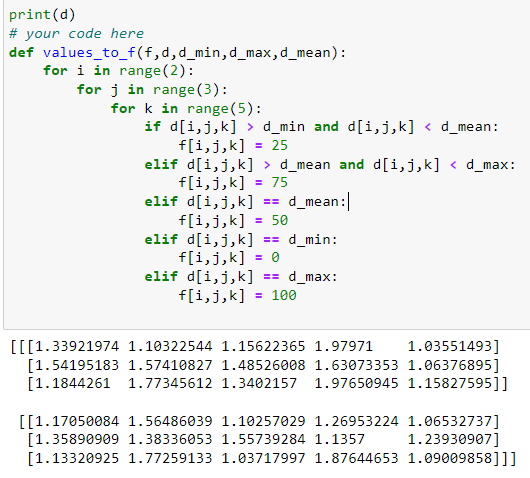 print(d)
# your code here
def values_to_f(f,d,d_min,d_max,d_mean):
    for i in range(2):
        for j in range(3):
            for k in range(5):
                if d[i,j,k] > d_min and d[i,j,k] < d_mean:
                    f[i,j,k] = 25
                elif d[i,j,k] > d_mean and d[i,j,k] < d_max:
                    f[i,j,k] = 75
                elif d[i,j,k] == d_mean:
                    f[i,j,k] = 50
                elif d[i,j,k] == d_min:
                    f[i,j,k] = 0
                elif d[i,j,k] == d_max:
                    f[i,j,k] = 100
[[[1.33921974 1.10322544 1.15622365 1.97971    1.03551493]
  [1.54195183 1.57410827 1.48526008 1.63073353 1.06376895]
  [1.1844261  1.77345612 1.3402157  1.97650945 1.15827595]]
 [[1.17050084 1.56486039 1.10257029 1.26953224 1.06532737]
  [1.35890909 1.38336053 1.55739284 1.1357     1.23930907]
  [1.13320925 1.77259133 1.03717997 1.87644653 1.09009858]]]